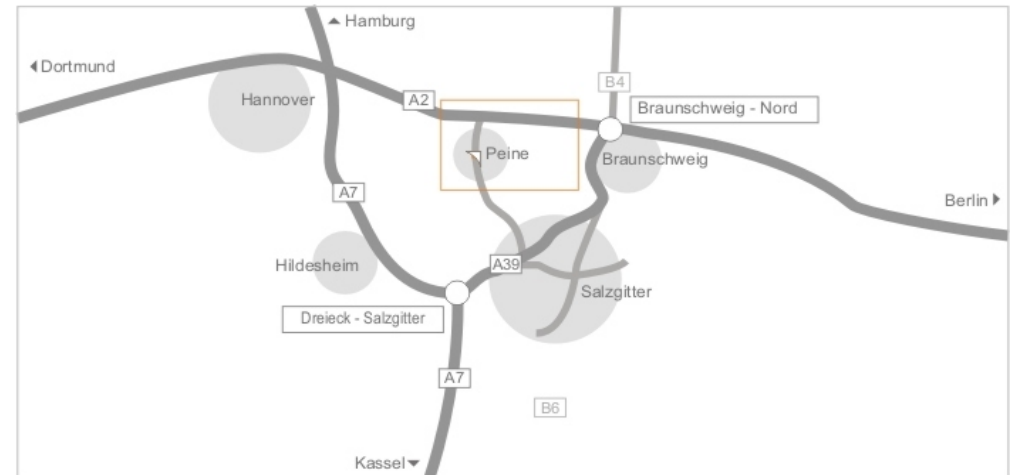 Hamburg
Dortmund
B4
Hannover
A2
Braunschweig - Nord
Peine
Braunschweig
A7
Berlin
Hildesheim
A39
Salzgitter
Dreieck - Salzgitter
A7
B6
Kassel